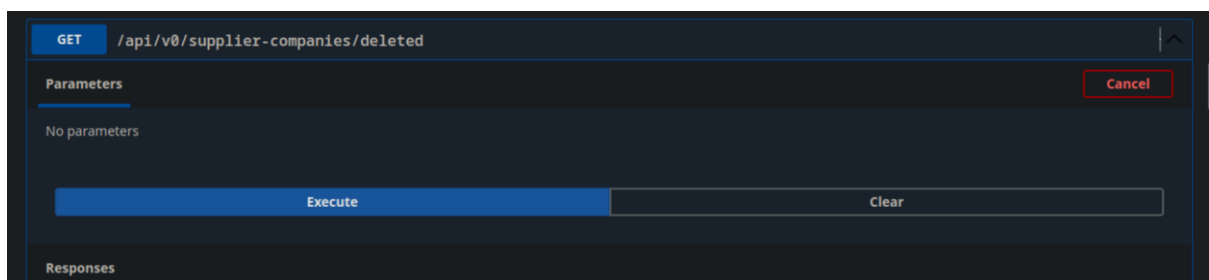 GET /api/v0/supplier-companies/deleted
Parameters Cancel
No parameters
Execute Clear
Responses